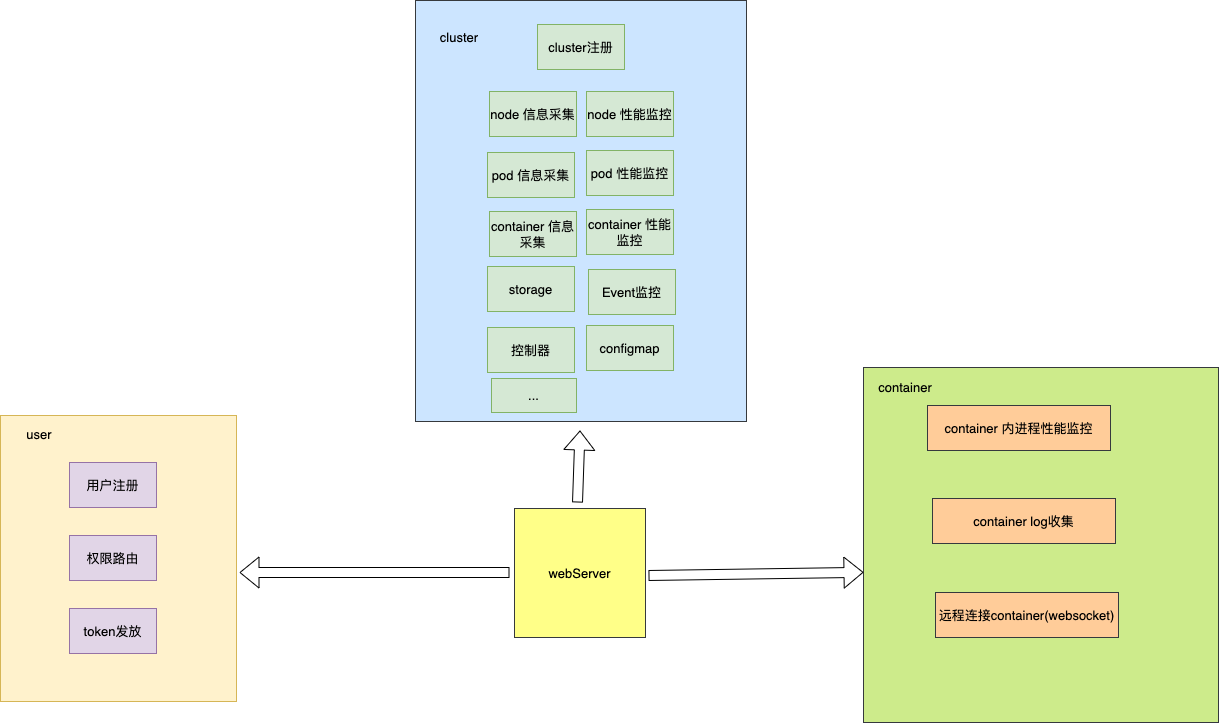 cluster
cluster注册
node 信息采集
node 性能监控
pod 信息采集
pod 性能监控
container 信息
采集
container 性能
监控
storage
Event监控
控制器
configmap
...
user
用户注册
权限路由
token发放
webServer
container
container 内进程性能监控
container log收集
远程连接container(websocket)